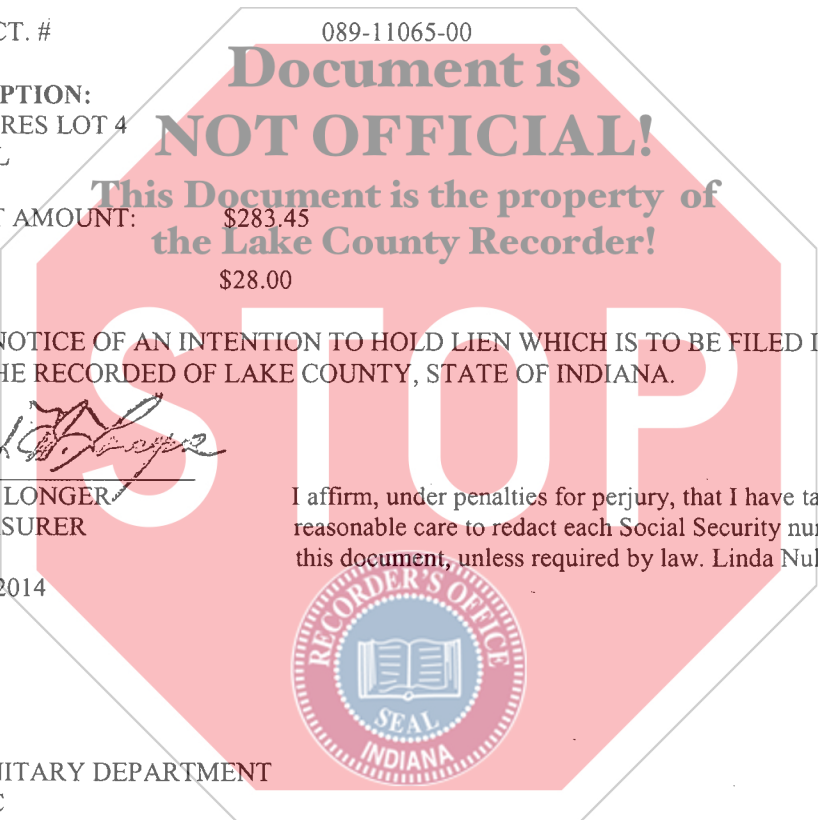 CT. # 089-11065-00
Document is
PTION:
RES LOT 4
NOT OFFICIAL!
L
This Document is the property of
T AMOUNT: $283.45
the Lake County Recorder!
$28.00
STOP
NOTICE OF AN INTENTION TO HOLD LIEN WHICH IS TO BE FILED I
HE RECORDED OF LAKE COUNTY, STATE OF INDIANA.
LONGER I affirm, under penalties for perjury, that I have ta
SURER reasonable care to redact each Social Security nu
this document, unless required by law. Linda Nul
2014
RECORDER'S OFFICE
SEAL
INDIANA
NITARY DEPARTMENT
C